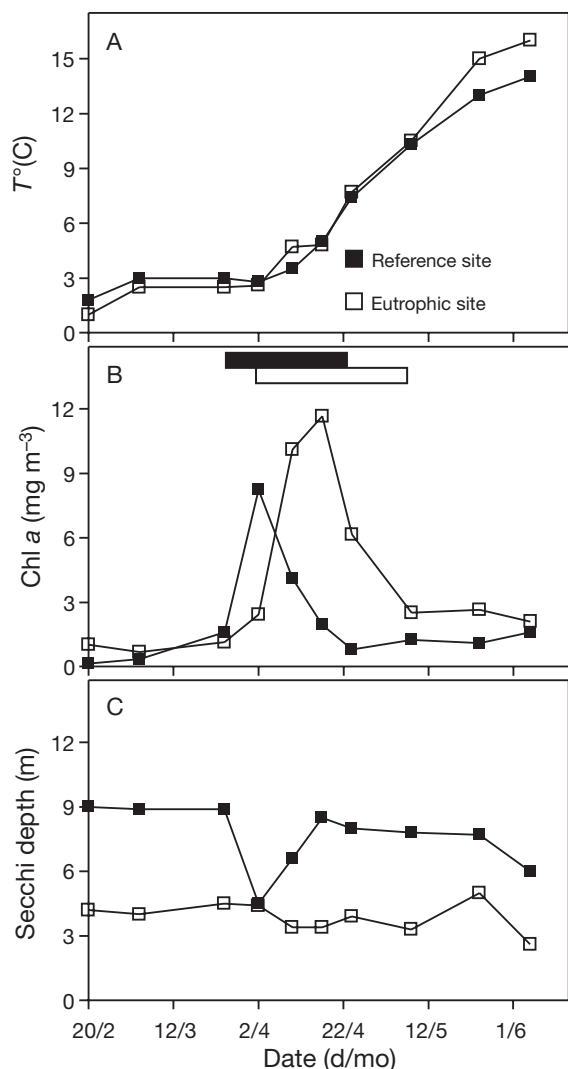 A
15
12
9
6
3
0
T°(C)
Reference site
Eutrophic site
B
12
9
6
3
0
Chl a (mg m⁻³)
C
12
9
6
3
0
Secchi depth (m)
20/2 12/3 2/4 22/4 12/5 1/6
Date (d/mo)